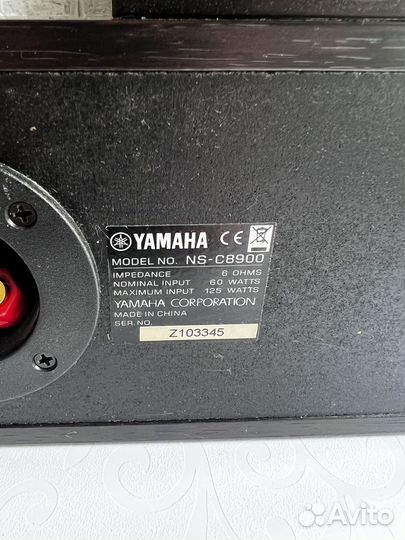 YAMAHA CE
MODEL NO. NS-C8900
IMPEDANCE 6 OHMS
NOMINAL INPUT 60 WATTS
MAXIMUM INPUT 125 WATTS
YAMAHA CORPORATION
MADE IN CHINA
SER.NO.
Z103345
Avito